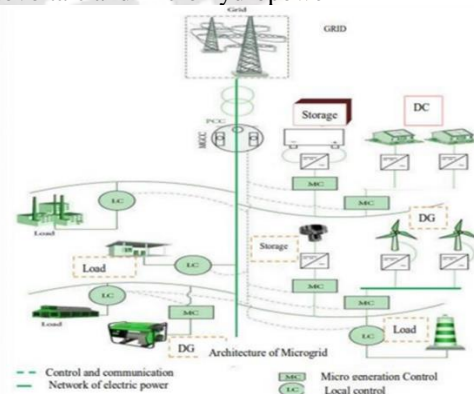 Grid
GRID
PCC
MGCC
Storage
DC
MC
LC
MC
Load
DG
Storage
Load
LC
LC
MC
MC
MC
Load
LC
Load
DG
Architecture of Microgrid
Control and communication
Network of electric power
MC Micro generation Control
LC Local control